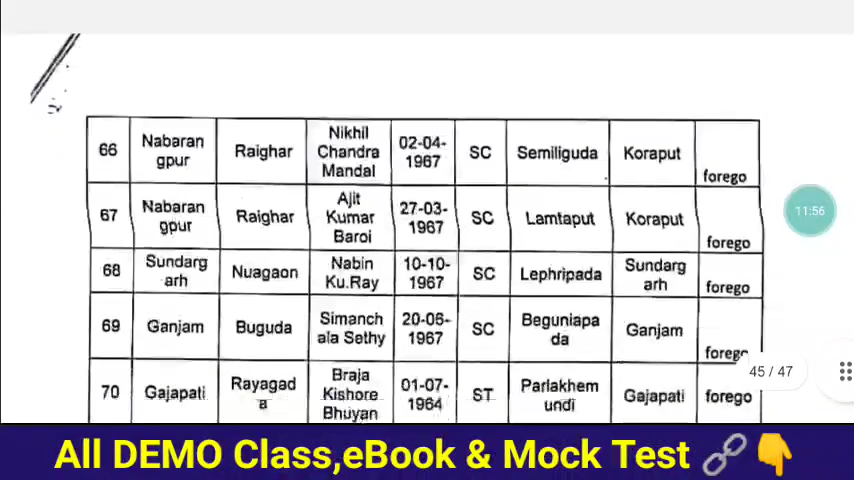 66 Nabaran gpur Raighar Nikhil Chandra Mandal 02-04-1967 SC Semiliguda Koraput forego
67 Nabaran gpur Raighar Ajit Kumar Baroi 27-03-1967 SC Lamtaput Koraput forego
68 Sundarg arh Nuagaon Nabin Ku.Ray 10-10-1967 SC Lephripada Sundarg arh forego
69 Ganjam Buguda Simanch ala Sethy 20-06-1967 SC Beguniapa da Ganjam forego
70 Gajapati Rayagad a Braja Kishore Bhuyan 01-07-1964 ST Parlakhem undi Gajapati forego
11:56
45 / 47
All DEMO Class,eBook & Mock Test